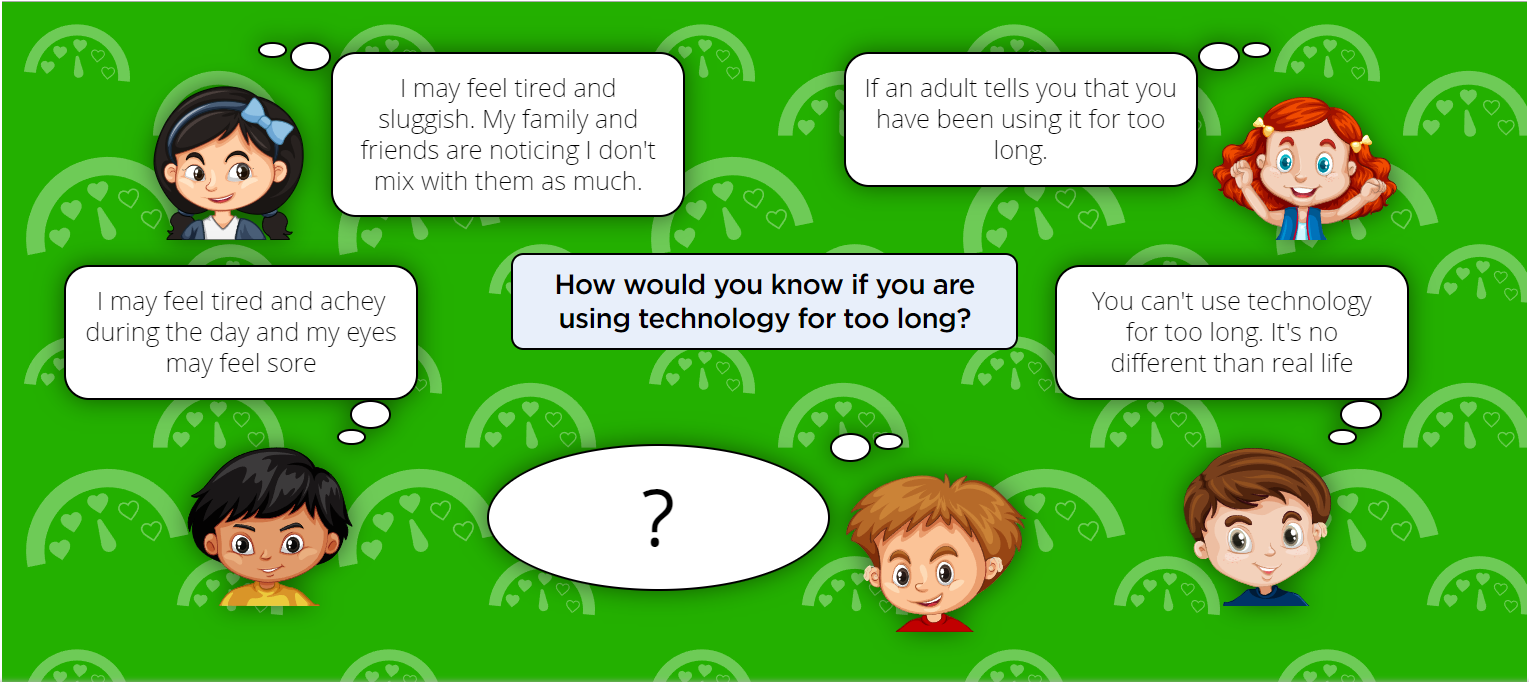 I may feel tired and
sluggish. My family and
friends are noticing I don't
mix with them as much.
If an adult tells you that you
have been using it for too
long.
How would you know if you are
using technology for too long?
I may feel tired and achey
during the day and my eyes
may feel sore
You can't use technology
for too long. It's no
different than real life
?